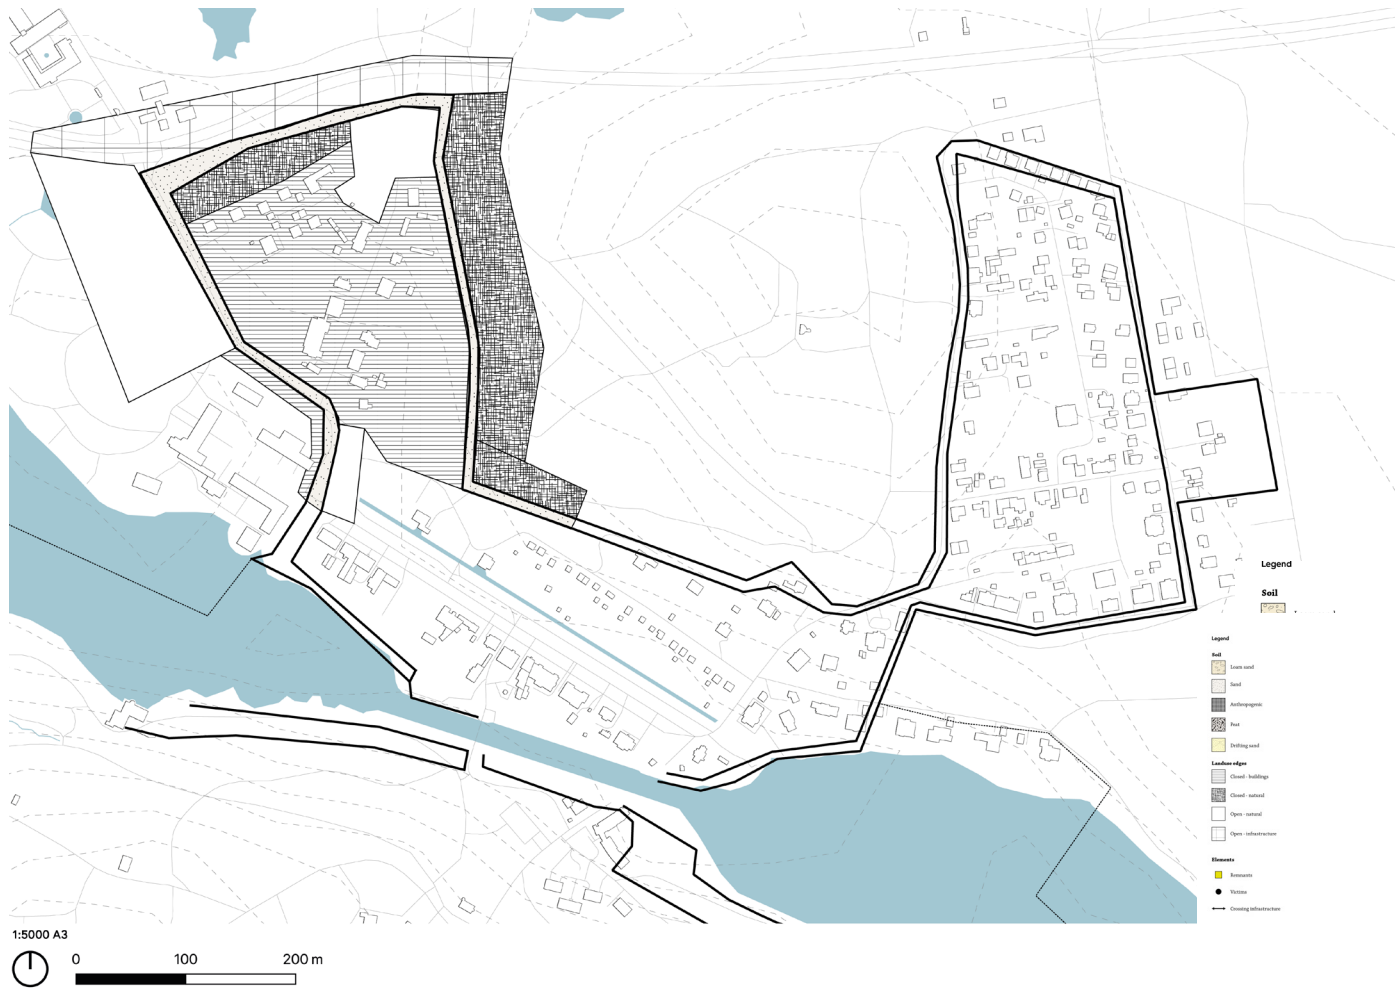 Legend
Soil
Legend
Soil
Loam sand
Sand
Anthropogenic
Peat
Drifting sand
Landuse edges
Closed - buildings
Closed - natural
Open - natural
Open - infrastructure
Elements
Remnants
Victims
Crossing infrastructure
1:5000 A3
0 100 200 m